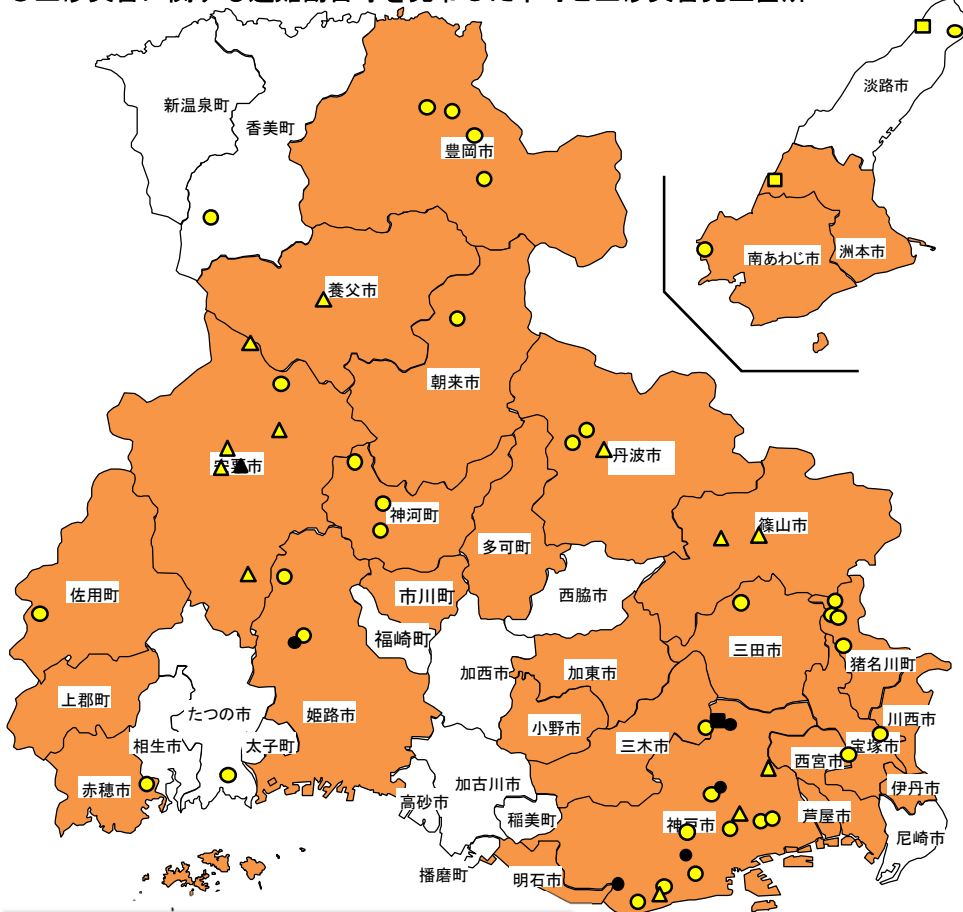 新温泉町
香美町
豊岡市
淡路市
南あわじ市
洲本市
養父市
朝来市
丹波市
神河町
多可町
篠山市
佐用町
市川町
西脇市
福崎町
加西市
加東市
三田市
猪名川町
上郡町
たつの市
姫路市
小野市
三木市
川西市
相生市
太子町
宝塚市
西宮市
赤穂市
加古川市
伊丹市
高砂市
稲美町
神戸市
芦屋市
尼崎市
播磨町
明石市